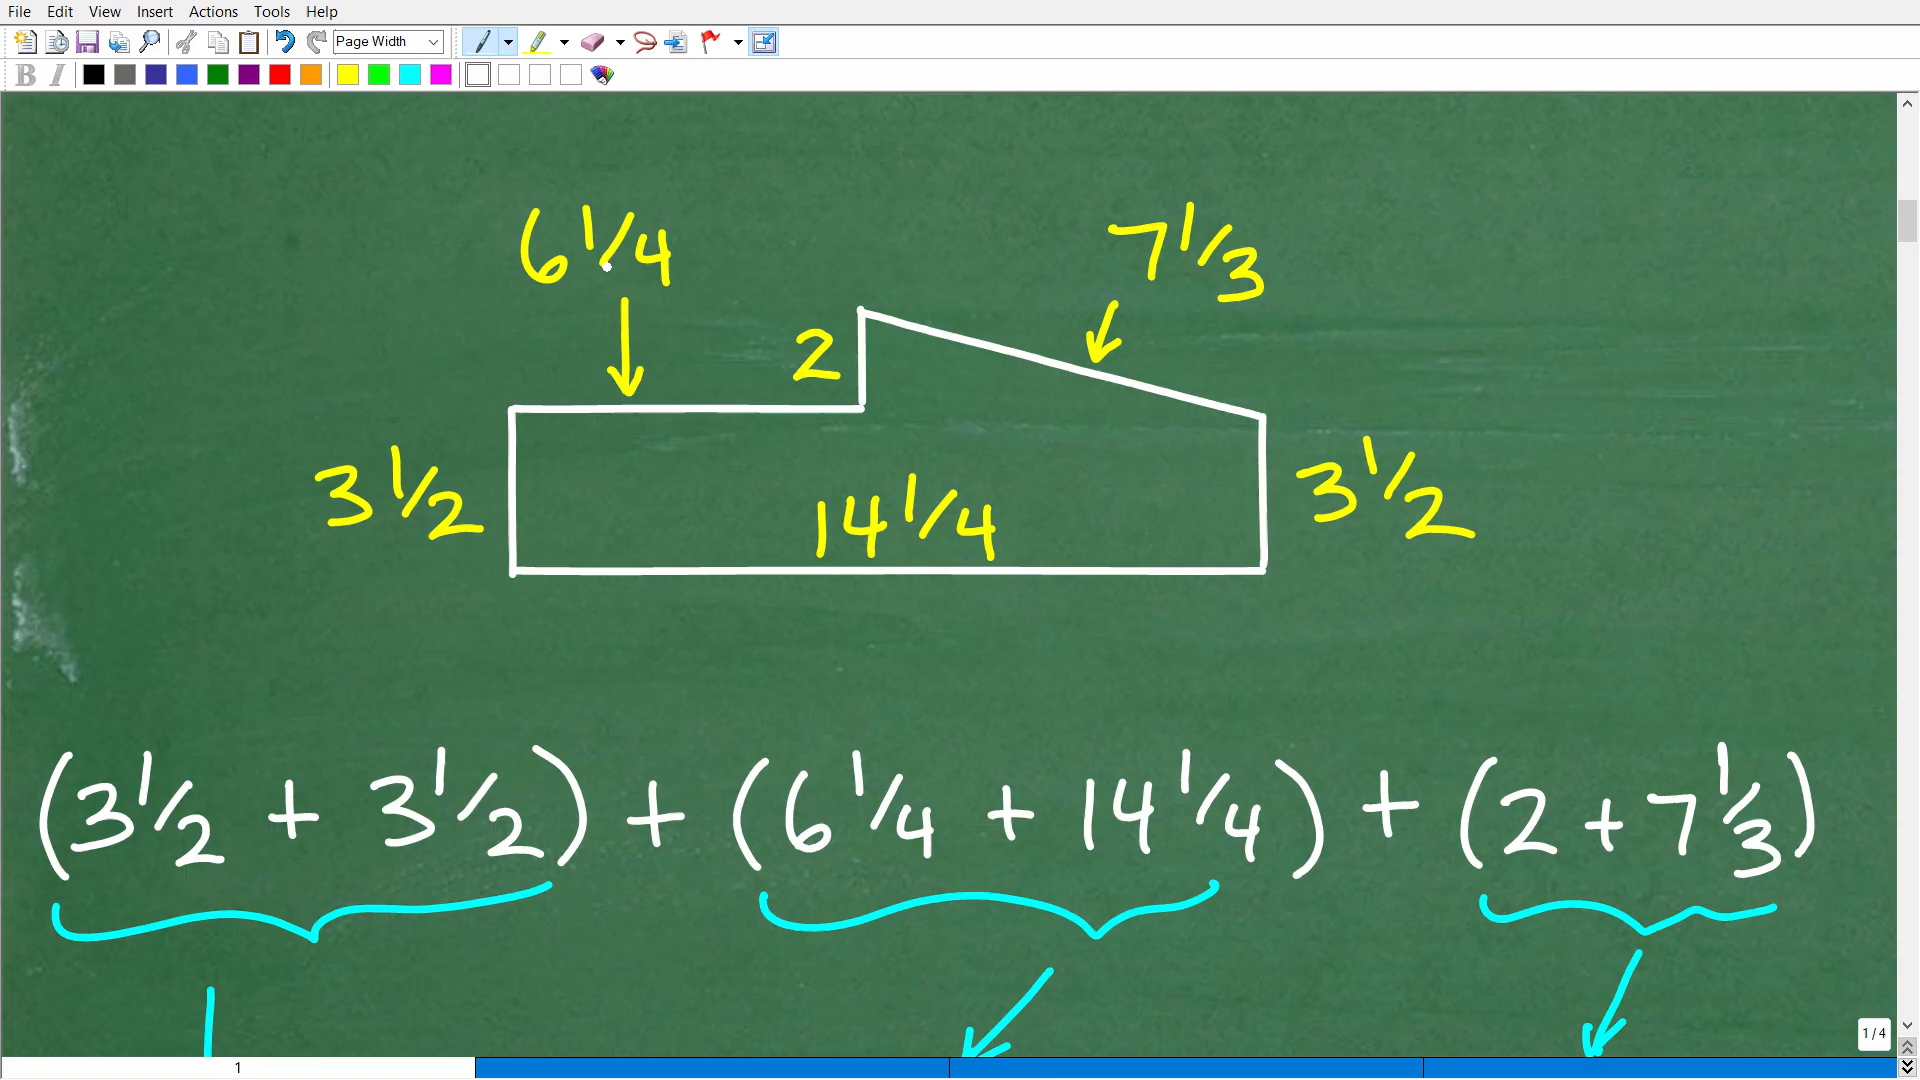 File Edit View Insert Actions Tools Help
Page Width
B I
6 1/4
7 1/3
2
3 1/2
14 1/4
3 1/2
(3 1/2 + 3 1/2) + (6 1/4 + 14 1/4) + (2 + 7 1/3)
1 / 4
1